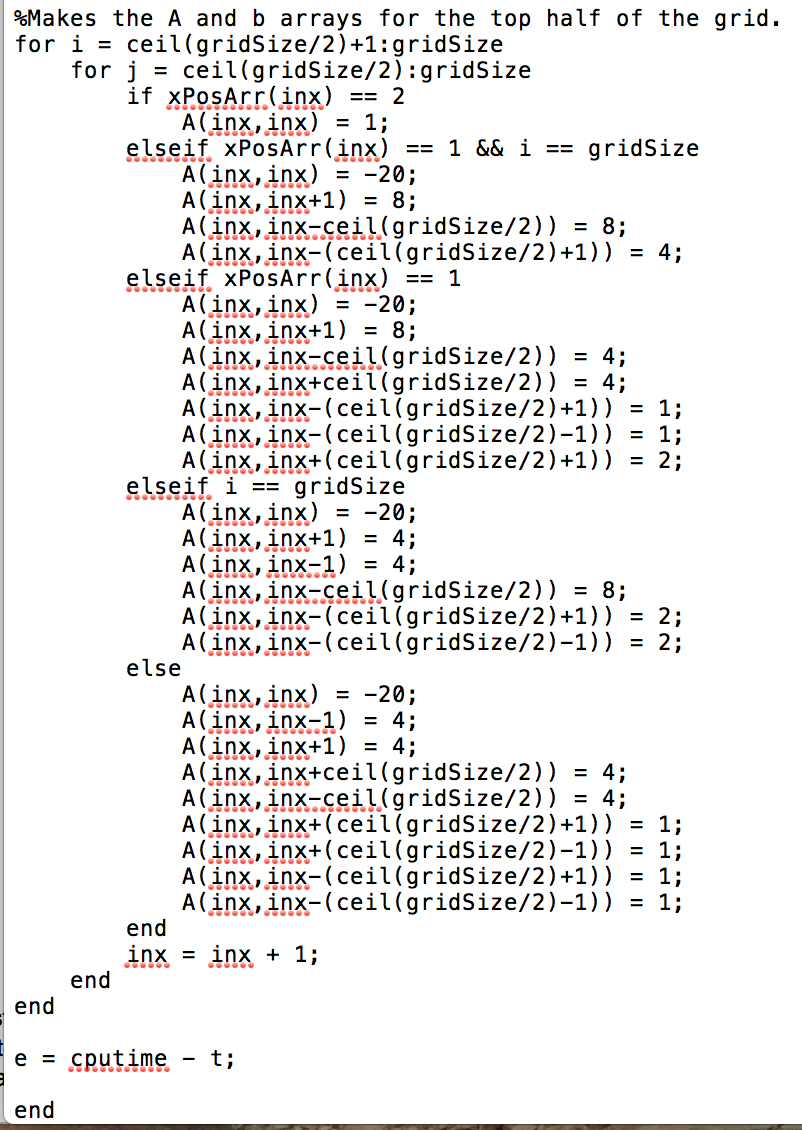 %Makes the A and b arrays for the top half of the grid.
for i = ceil(gridSize/2)+1:gridSize
    for j = ceil(gridSize/2):gridSize
        if xPosArr(inx) == 2
            A(inx,inx) = 1;
        elseif xPosArr(inx) == 1 && i == gridSize
            A(inx,inx) = -20;
            A(inx,inx+1) = 8;
            A(inx,inx-ceil(gridSize/2)) = 8;
            A(inx,inx-(ceil(gridSize/2)+1)) = 4;
        elseif xPosArr(inx) == 1
            A(inx,inx) = -20;
            A(inx,inx+1) = 8;
            A(inx,inx-ceil(gridSize/2)) = 4;
            A(inx,inx+ceil(gridSize/2)) = 4;
            A(inx,inx-(ceil(gridSize/2)+1)) = 1;
            A(inx,inx-(ceil(gridSize/2)-1)) = 1;
            A(inx,inx+(ceil(gridSize/2)+1)) = 2;
        elseif i == gridSize
            A(inx,inx) = -20;
            A(inx,inx+1) = 4;
            A(inx,inx-1) = 4;
            A(inx,inx-ceil(gridSize/2)) = 8;
            A(inx,inx-(ceil(gridSize/2)+1)) = 2;
            A(inx,inx-(ceil(gridSize/2)-1)) = 2;
        else
            A(inx,inx) = -20;
            A(inx,inx-1) = 4;
            A(inx,inx+1) = 4;
            A(inx,inx+ceil(gridSize/2)) = 4;
            A(inx,inx-ceil(gridSize/2)) = 4;
            A(inx,inx+(ceil(gridSize/2)+1)) = 1;
            A(inx,inx+(ceil(gridSize/2)-1)) = 1;
            A(inx,inx-(ceil(gridSize/2)+1)) = 1;
            A(inx,inx-(ceil(gridSize/2)-1)) = 1;
        end
        inx = inx + 1;
    end
end
e = cputime - t;
end